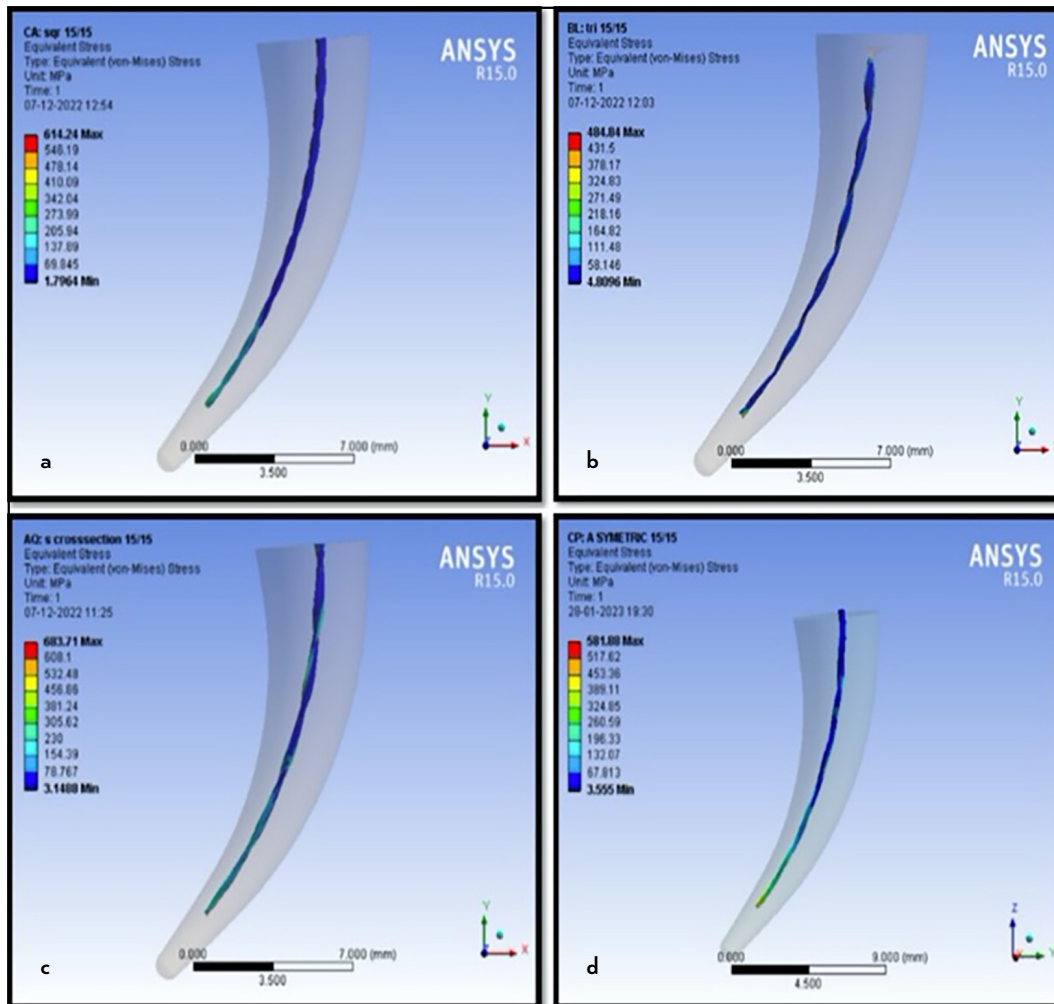 CA: sqr 15/15
Equivalent Stress
Type: Equivalent (von-Mises) Stress
Unit: MPa
Time: 1
07-12-2022 12:54
614.24 Max
546.19
478.14
410.09
342.04
273.99
205.94
137.89
69.845
1.7964 Min
ANSYS
R15.0
Y
X
0.000
7.000 (mm)
3.500
a
BL: tri 15/15
Equivalent Stress
Type: Equivalent (von-Mises) Stress
Unit: MPa
Time: 1
07-12-2022 12:03
484.84 Max
431.5
378.17
324.83
271.49
218.16
164.82
111.48
58.146
4.8096 Min
ANSYS
R15.0
Y
0.000
7.000 (mm)
3.500
b
AQ: s crosssection 15/15
Equivalent Stress
Type: Equivalent (von-Mises) Stress
Unit: MPa
Time: 1
07-12-2022 11:25
683.71 Max
608.1
532.48
456.86
381.24
305.62
230
154.39
78.767
3.1488 Min
ANSYS
R15.0
Y
X
0.000
7.000 (mm)
3.500
c
CP: A SYMETRIC 15/15
Equivalent Stress
Type: Equivalent (von-Mises) Stress
Unit: MPa
Time: 1
28-01-2023 19:30
581.88 Max
517.62
453.36
389.11
324.85
260.59
196.33
132.07
67.813
3.555 Min
ANSYS
R15.0
Z
Y
0.000
9.000 (mm)
4.500
d